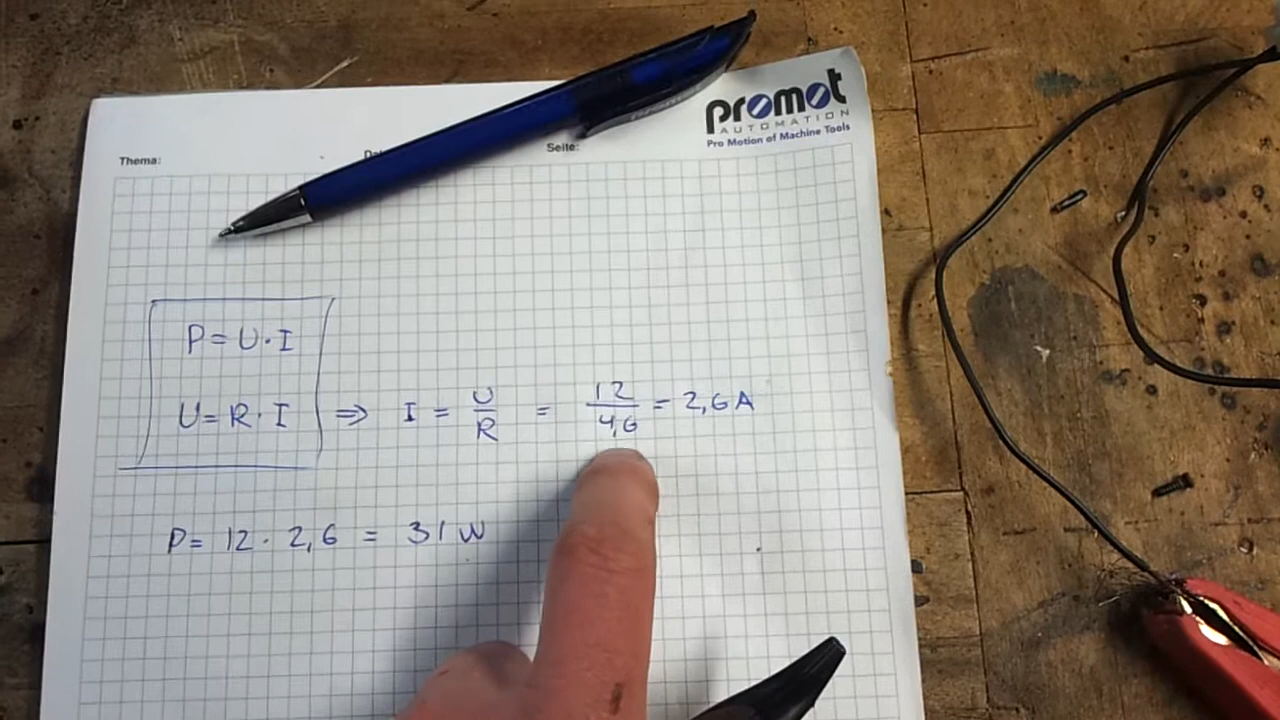 promot
AUTOMATION
Pro Motion of Machine Tools
Thema:
Seite:
P = U · I
U = R · I ⇒ I = U/R = 12/4,6 = 2,6 A
P = 12 · 2,6 = 31 W